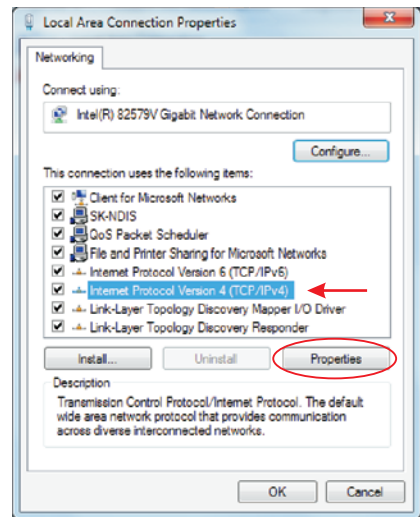 Local Area Connection Properties
Networking
Connect using:
Intel(R) 82579V Gigabit Network Connection
Configure...
This connection uses the following items:
Client for Microsoft Networks
SK-NDIS
QoS Packet Scheduler
File and Printer Sharing for Microsoft Networks
Internet Protocol Version 6 (TCP/IPv6)
Internet Protocol Version 4 (TCP/IPv4)
Link-Layer Topology Discovery Mapper I/O Driver
Link-Layer Topology Discovery Responder
Install... Uninstall Properties
Description
Transmission Control Protocol/Internet Protocol. The default
wide area network protocol that provides communication
across diverse interconnected networks.
OK Cancel